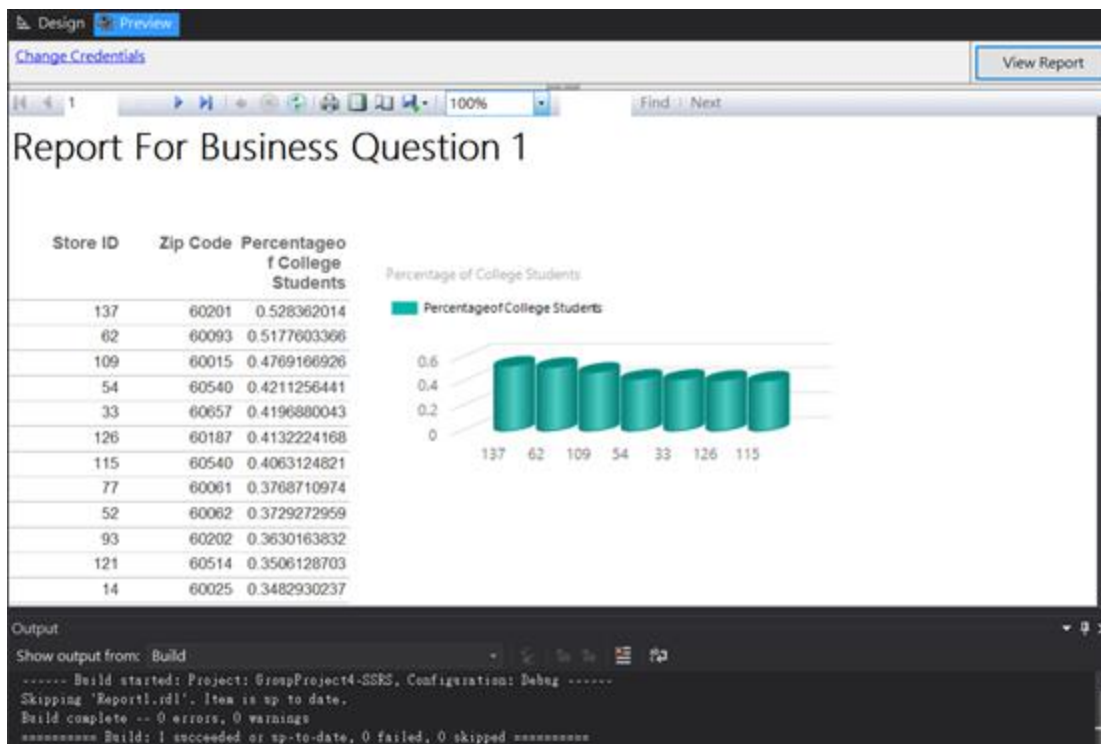 Design Preview
Change Credentials
View Report
1 100% Find Next
Report For Business Question 1
Store ID Zip Code Percentageo
f College
Students
137 60201 0.528362014
62 60093 0.5177603366
109 60015 0.4769166926
54 60540 0.4211256441
33 60657 0.4196880043
126 60187 0.4132224168
115 60540 0.4063124821
77 60061 0.3768710974
52 60062 0.3729272959
93 60202 0.3630163832
121 60514 0.3506128703
14 60025 0.3482930237
Percentage of College Students
Percentageof College Students
0.6
0.4
0.2
0
137 62 109 54 33 126 115
Output
Show output from: Build
------ Build started: Project: GroupProject4-SSRS, Configuration: Debug ------
Skipping 'Report1.rdl'. Item is up to date.
Build complete -- 0 errors, 0 warnings
========== Build: 1 succeeded or up-to-date, 0 failed, 0 skipped ==========